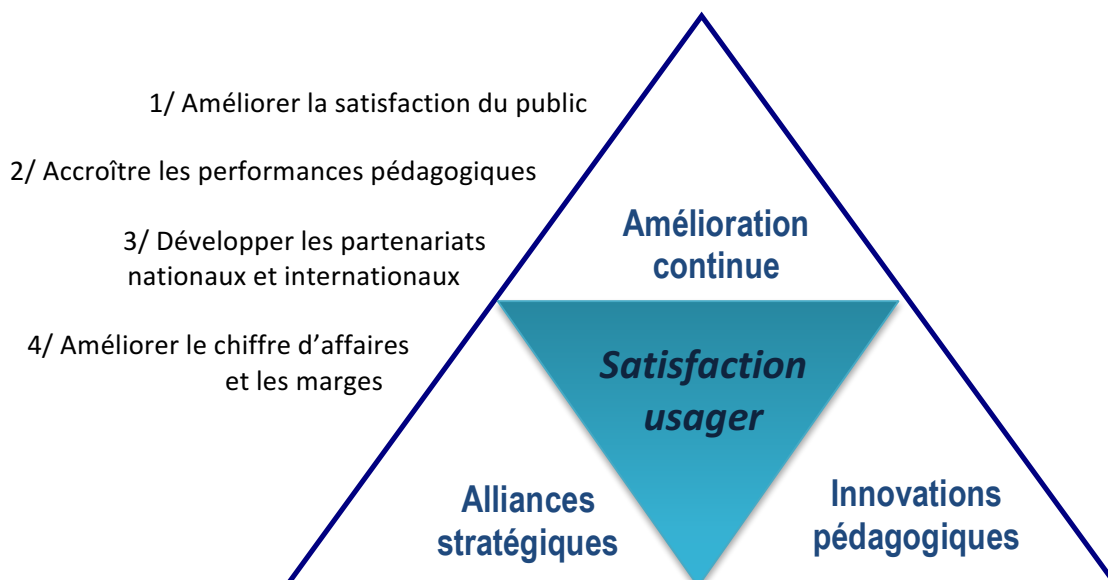 1/ Améliorer la satisfaction du public
2/ Accroître les performances pédagogiques
3/ Développer les partenariats
nationaux et internationaux
4/ Améliorer le chiffre d’affaires
et les marges
Amélioration
continue
Satisfaction
usager
Alliances
stratégiques
Innovations
pédagogiques